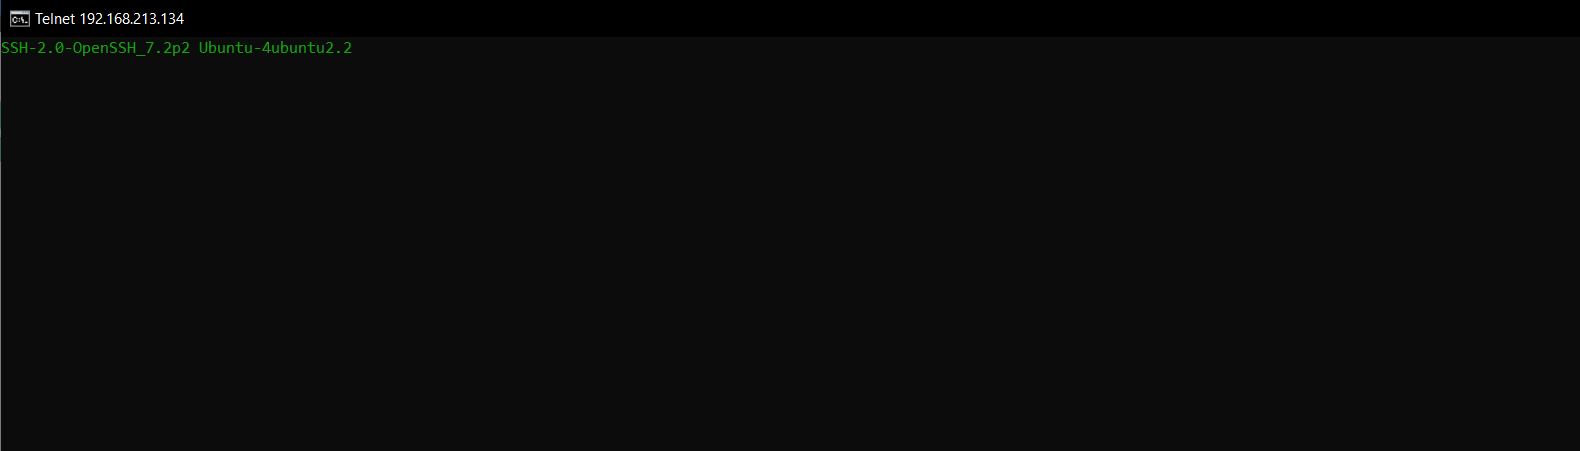 Telnet 192.168.213.134
SSH-2.0-OpenSSH_7.2p2 Ubuntu-4ubuntu2.2